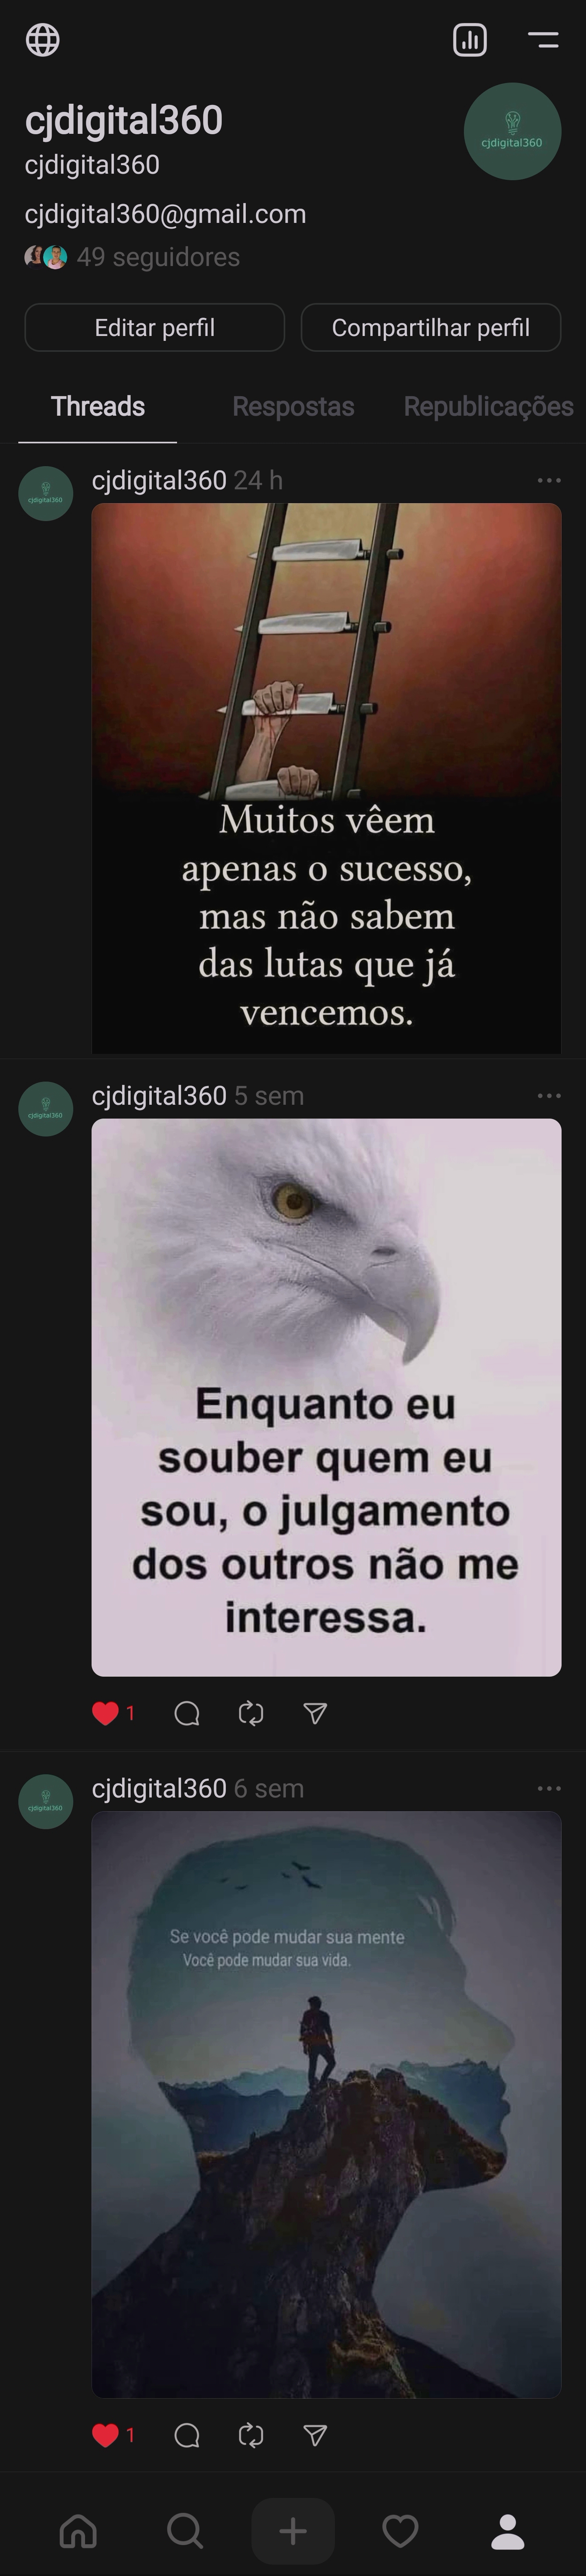 cjdigital360
cjdigital360
cjdigital360
cjdigital360@gmail.com
49 seguidores
Editar perfil
Compartilhar perfil
Threads
Respostas
Republicações
cjdigital360
cjdigital360 24 h
Muitos vêem
apenas o sucesso,
mas não sabem
das lutas que já
vencemos.
cjdigital360
cjdigital360 5 sem
Enquanto eu
souber quem eu
sou, o julgamento
dos outros não me
interessa.
1
cjdigital360
cjdigital360 6 sem
Se você pode mudar sua mente
Você pode mudar sua vida.
1